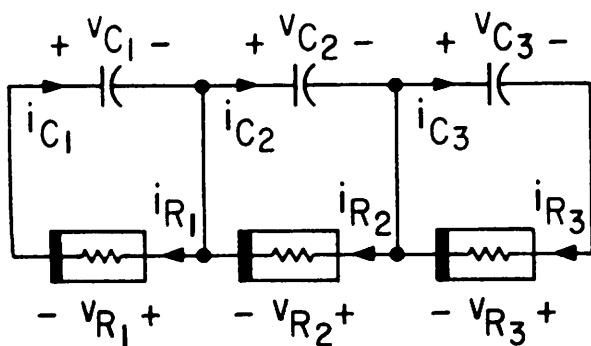 + vC1 - + vC2 - + vC3 -
iC1 iC2 iC3
iR1 iR2 iR3
- vR1 + - vR2 + - vR3 +